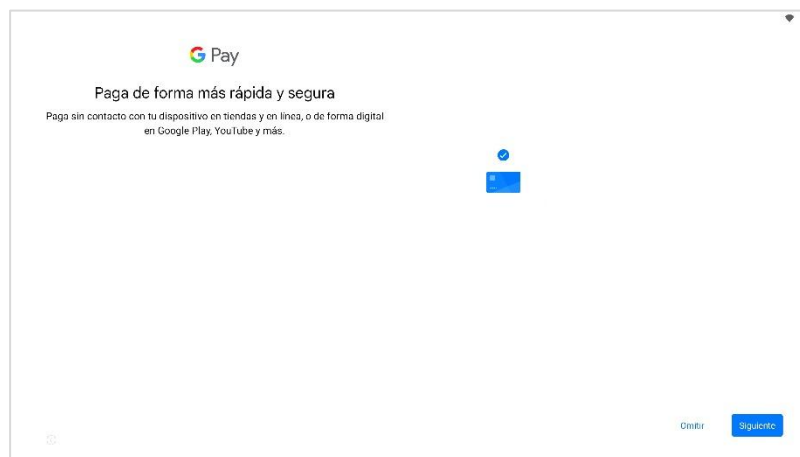 G Pay
Paga de forma más rápida y segura
Paga sin contacto con tu dispositivo en tiendas y en línea, o de forma digital
en Google Play, YouTube y más.
Omitir
Siguiente